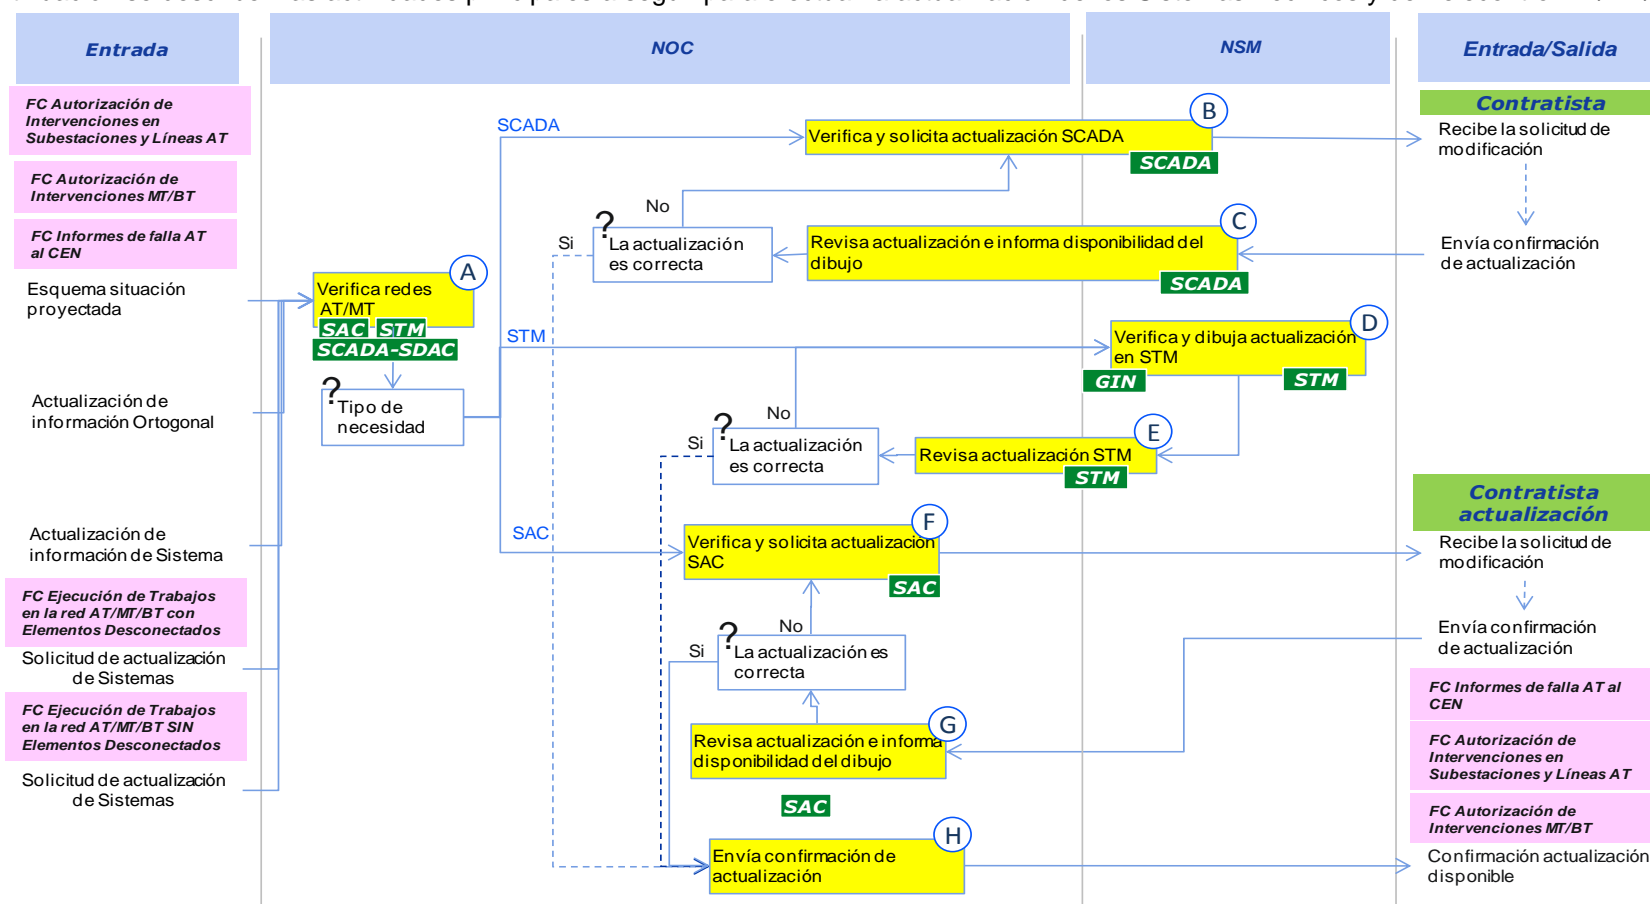 Entrada
NOC
NSM
Entrada/Salida
FC Autorización de
Intervenciones en
Subestaciones y Líneas AT
FC Autorización de
Intervenciones MT/BT
FC Informes de falla AT
al CEN
Esquema situación
proyectada
Actualización de
información Ortogonal
Actualización de
información de Sistema
FC Ejecución de Trabajos
en la red AT/MT/BT con
Elementos Desconectados
Solicitud de actualización
de Sistemas
FC Ejecución de Trabajos
en la red AT/MT/BT SIN
Elementos Desconectados
Solicitud de actualización
de Sistemas
A
Verifica redes
AT/MT
SAC STM
SCADA-SDAC
?
Tipo de
necesidad
SCADA
STM
SAC
B
Verifica y solicita actualización SCADA
SCADA
No
Si
?
La actualización
es correcta
C
Revisa actualización e informa disponibilidad del
dibujo
SCADA
D
Verifica y dibuja actualización
en STM
GIN
STM
No
Si
?
La actualización
es correcta
E
Revisa actualización STM
STM
F
Verifica y solicita actualización
SAC
SAC
No
Si
?
La actualización es
correcta
G
Revisa actualización e informa
disponibilidad del dibujo
SAC
H
Envía confirmación de
actualización
Contratista
Recibe la solicitud de
modificación
Envía confirmación
de actualización
Contratista
actualización
Recibe la solicitud de
modificación
Envía confirmación
de actualización
FC Informes de falla AT al
CEN
FC Autorización de
Intervenciones en
Subestaciones y Líneas AT
FC Autorización de
Intervenciones MT/BT
Confirmación actualización
disponible